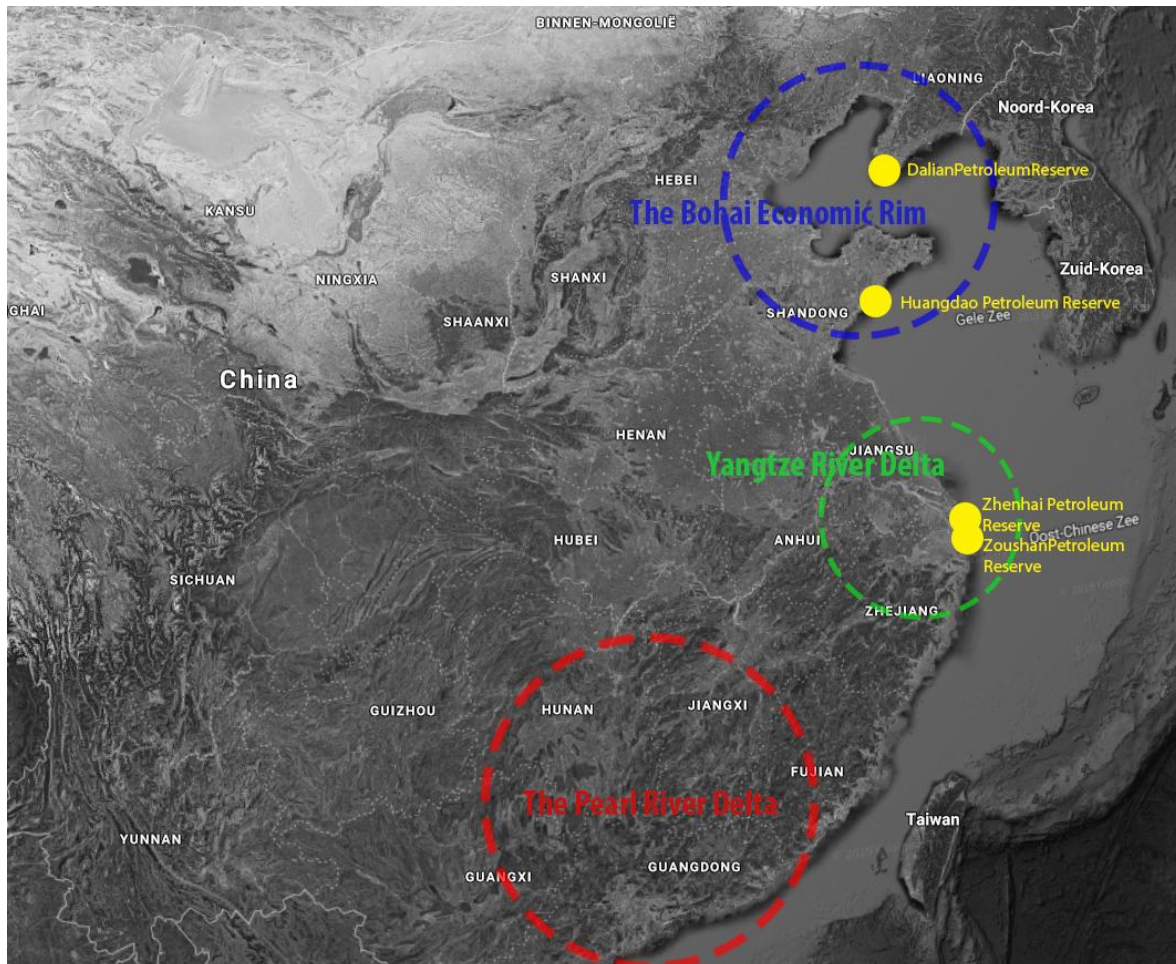 BINNEN-MONGOLIË
LIAONING
Noord-Korea
DalianPetroleumReserve
HEBEI
KANSU
The Bohai Economic Rim
Zuid-Korea
NINGXIA
SHANXI
GHAI
SHANDONG
Huangdao Petroleum Reserve
Gele Zee
SHAANXI
China
HENAN
JIANGSU
Yangtze River Delta
Zhenhai Petroleum
Reserve
Oost-Chinese Zee
ANHUI
HUBEI
ZoushanPetroleum
Reserve
SICHUAN
ZHEJIANG
GUIZHOU
HUNAN
JIANGXI
FUJIAN
The Pearl River Delta
Taiwan
YUNNAN
GUANGXI
GUANGDONG